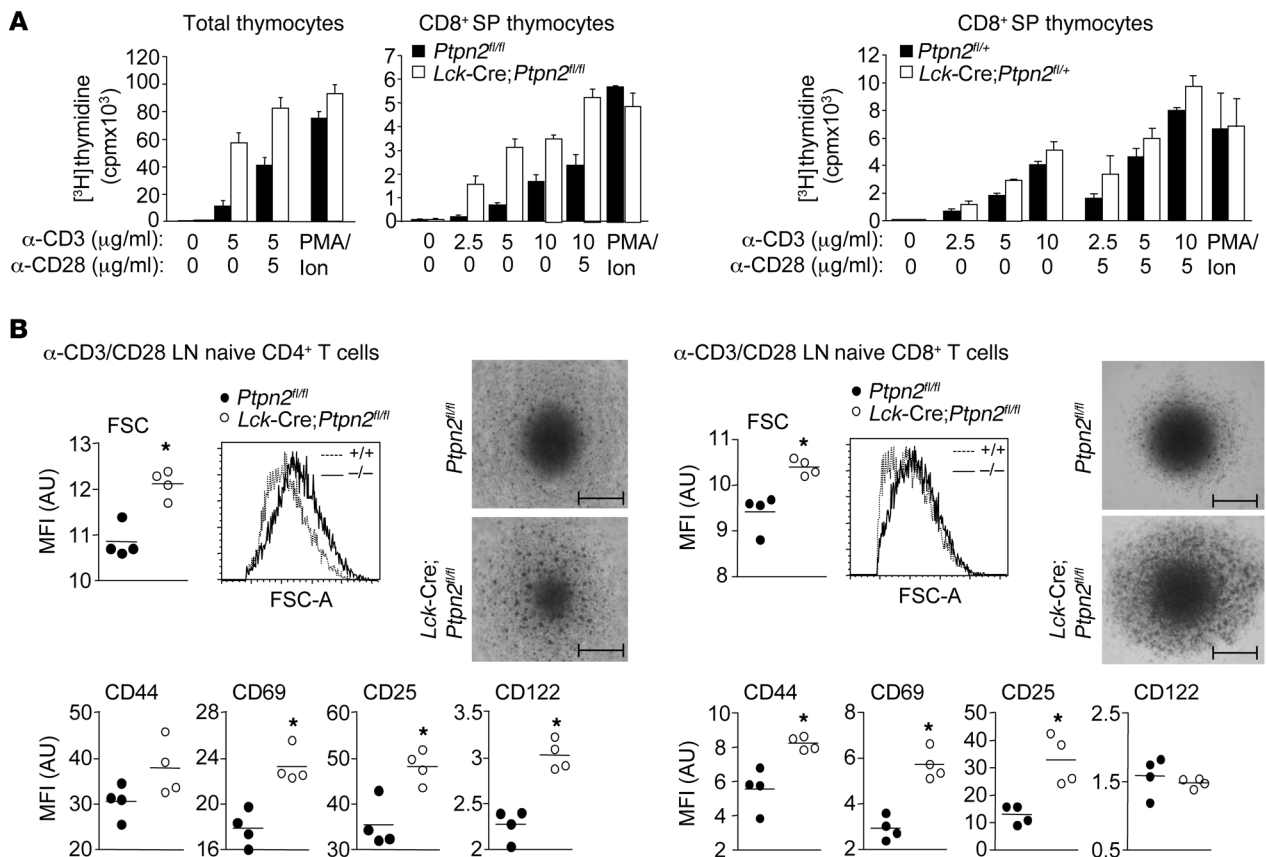 A
Total thymocytes
[³H]thymidine
(cpmx10³)
120
100
80
60
40
20
0
α-CD3 (μg/ml): 0 5 5 PMA/
α-CD28 (μg/ml): 0 0 5 Ion
CD8⁺ SP thymocytes
Ptpn2fl/fl
Lck-Cre;Ptpn2fl/fl
7
6
5
4
3
2
1
0
0 2.5 5 10 10 PMA/
0 0 0 0 5 Ion
CD8⁺ SP thymocytes
Ptpn2fl/+
Lck-Cre;Ptpn2fl/+
[³H]thymidine
(cpmx10³)
12
10
8
6
4
2
0
α-CD3 (μg/ml): 0 2.5 5 10 2.5 5 10 PMA/
α-CD28 (μg/ml): 0 0 0 0 5 5 5 Ion
B
α-CD3/CD28 LN naive CD4⁺ T cells
Ptpn2fl/fl
Lck-Cre;Ptpn2fl/fl
FSC
*
MFI (AU)
13
12
11
10
+/+
−/−
FSC-A
Ptpn2fl/fl
Lck-Cre;
Ptpn2fl/fl
CD44
MFI (AU)
50
40
30
20
CD69
*
28
24
20
16
CD25
*
60
50
40
30
CD122
*
3.5
3
2.5
2
α-CD3/CD28 LN naive CD8⁺ T cells
Ptpn2fl/fl
Lck-Cre;Ptpn2fl/fl
FSC
*
MFI (AU)
11
10
9
8
+/+
−/−
FSC-A
Ptpn2fl/fl
Lck-Cre;
Ptpn2fl/fl
CD44
*
MFI (AU)
10
8
6
4
2
CD69
*
8
6
4
2
CD25
*
50
40
30
20
10
0
CD122
2.5
1.5
0.5